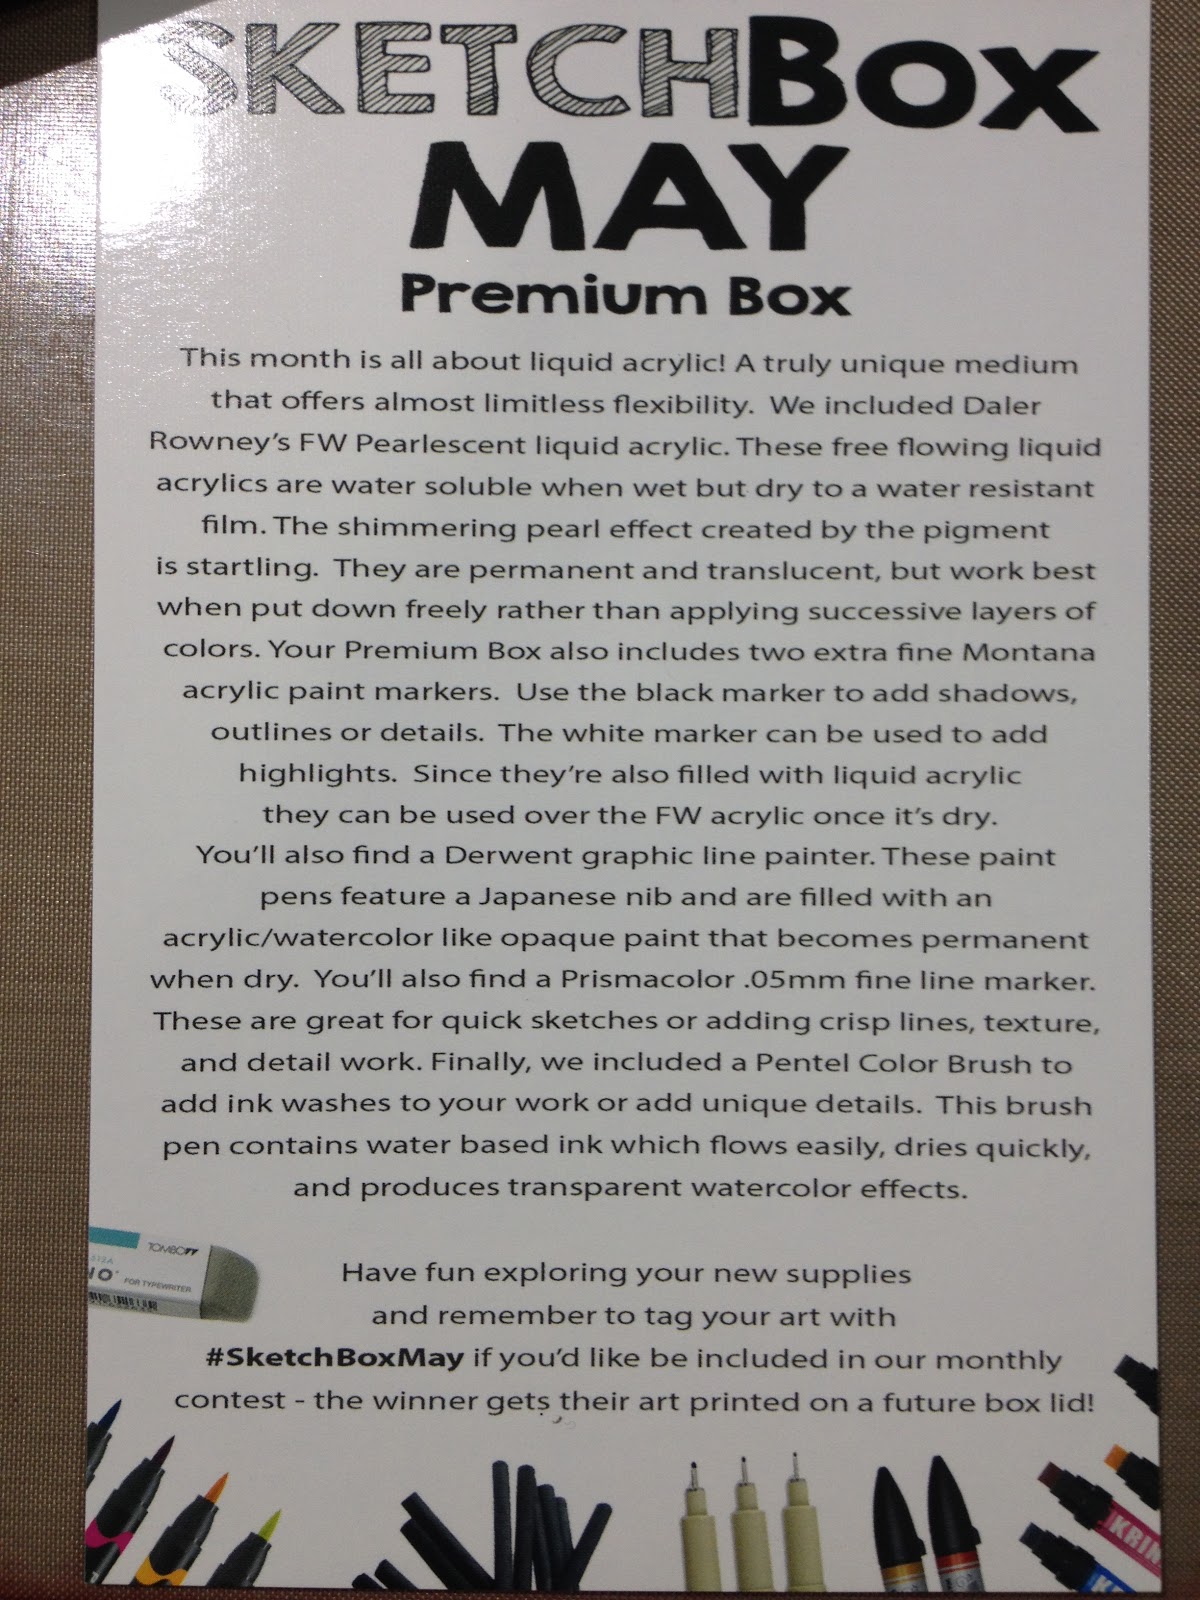 SKETCHBOX
MAY
Premium Box
This month is all about liquid acrylic! A truly unique medium
that offers almost limitless flexibility. We included Daler
Rowney's FW Pearlescent liquid acrylic. These free flowing liquid
acrylics are water soluble when wet but dry to a water resistant
film. The shimmering pearl effect created by the pigment
is startling. They are permanent and translucent, but work best
when put down freely rather than applying successive layers of
colors. Your Premium Box also includes two extra fine Montana
acrylic paint markers. Use the black marker to add shadows,
outlines or details. The white marker can be used to add
highlights. Since they're also filled with liquid acrylic
they can be used over the FW acrylic once it's dry.
You'll also find a Derwent graphic line painter. These paint
pens feature a Japanese nib and are filled with an
acrylic/watercolor like opaque paint that becomes permanent
when dry. You'll also find a Prismacolor .05mm fine line marker.
These are great for quick sketches or adding crisp lines, texture,
and detail work. Finally, we included a Pentel Color Brush to
add ink washes to your work or add unique details. This brush
pen contains water based ink which flows easily, dries quickly,
and produces transparent watercolor effects.
TOMBOW
FOR TYPEWRITER
Have fun exploring your new supplies
and remember to tag your art with
#SketchBoxMay if you'd like be included in our monthly
contest - the winner gets their art printed on a future box lid!
KRIN